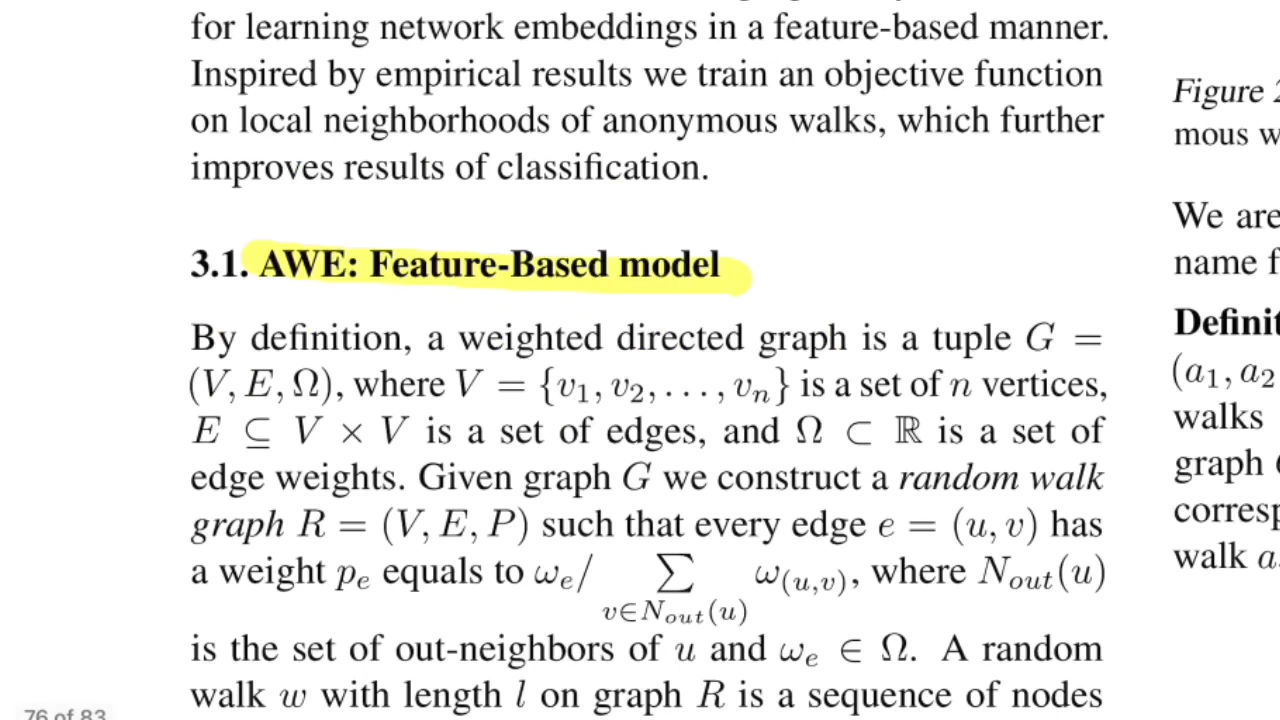 for learning network embeddings in a feature-based manner.
Inspired by empirical results we train an objective function
on local neighborhoods of anonymous walks, which further
improves results of classification.
3.1. AWE: Feature-Based model
By definition, a weighted directed graph is a tuple G =
(V, E, Ω), where V = {v₁, v₂, . . . , vₙ} is a set of n vertices,
E ⊆ V × V is a set of edges, and Ω ⊂ ℝ is a set of
edge weights. Given graph G we construct a random walk
graph R = (V, E, P) such that every edge e = (u, v) has
a weight pₑ equals to ωₑ/ ∑ ω₍ᵤ,ᵥ₎, where Nₒᵤₜ(u)
v∈Nₒᵤₜ(u)
is the set of out-neighbors of u and ωₑ ∈ Ω. A random
walk w with length l on graph R is a sequence of nodes
76 of 83
Figure 2
mous w
We are
name f
Definit
(a₁, a₂
walks
graph
corresp
walk a